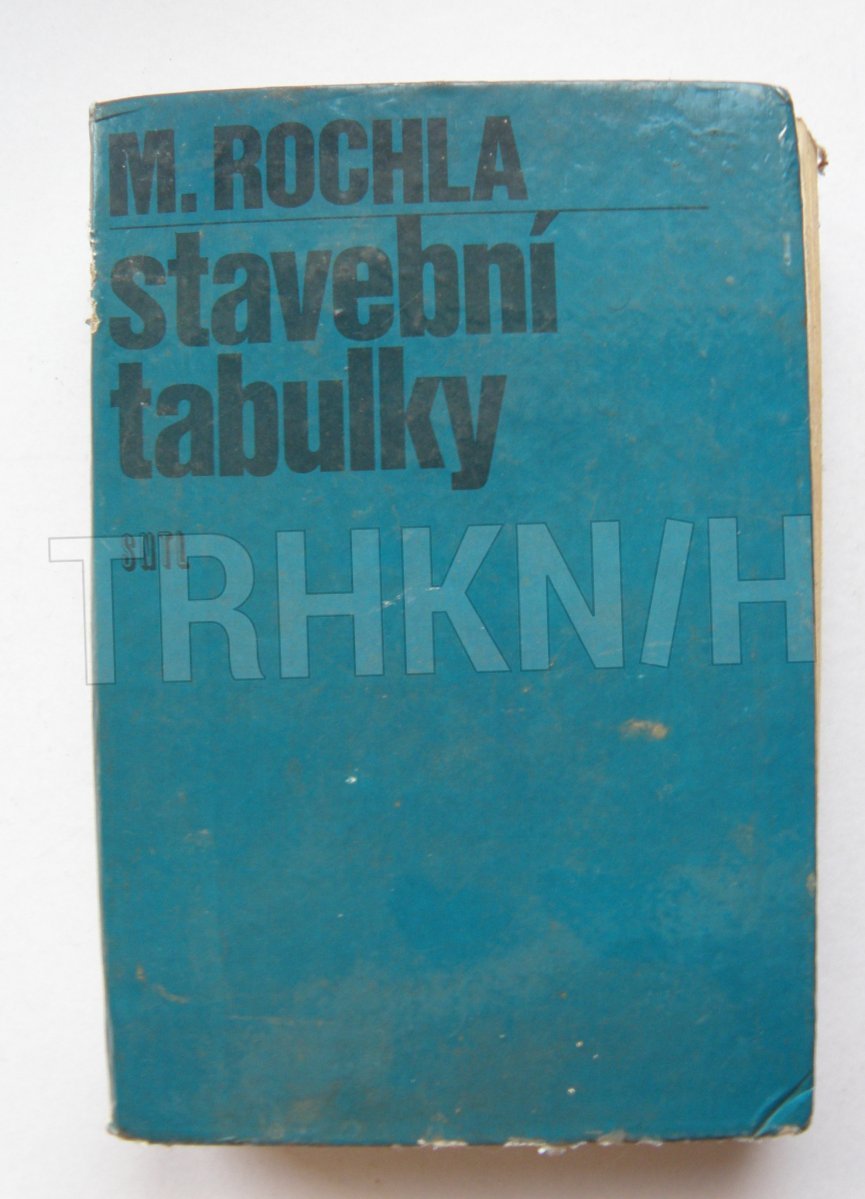 M. ROCHLA
stavební
tabulky
SNTL
TRHKN/H